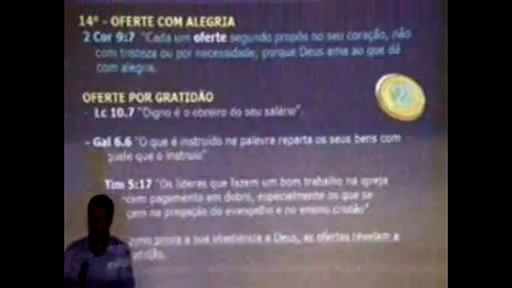 14º - OFERTE COM ALEGRIA
2 Cor 9:7 "Cada um oferte segundo propôs no seu coração, não
com tristeza ou por necessidade, porque Deus ama ao que dá
com alegria.
OFERTE POR GRATIDÃO
- Lc 10.7 "Digno é o obreiro do seu salário".
- Gal 6.6 "O que é instruído na palavra reparta os seus bens com
quele que o instruiu"
Tim 5:17 "Os líderes que fazem um bom trabalho na igreja
pagamento em dobro, especialmente os que se
na pregação do evangelho e no ensino cristão"
a sua obediência a Deus, as ofertas revelam a